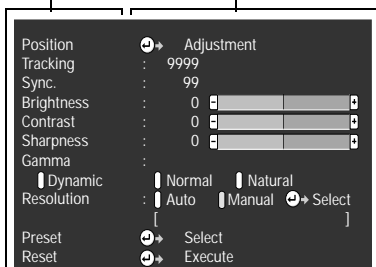 Position Adjustment
Tracking : 9999
Sync. : 99
Brightness : 0 - +
Contrast : 0 - +
Sharpness : 0 - +
Gamma :
Dynamic Normal Natural
Resolution : Auto Manual Select
[ ]
Preset Select
Reset Execute